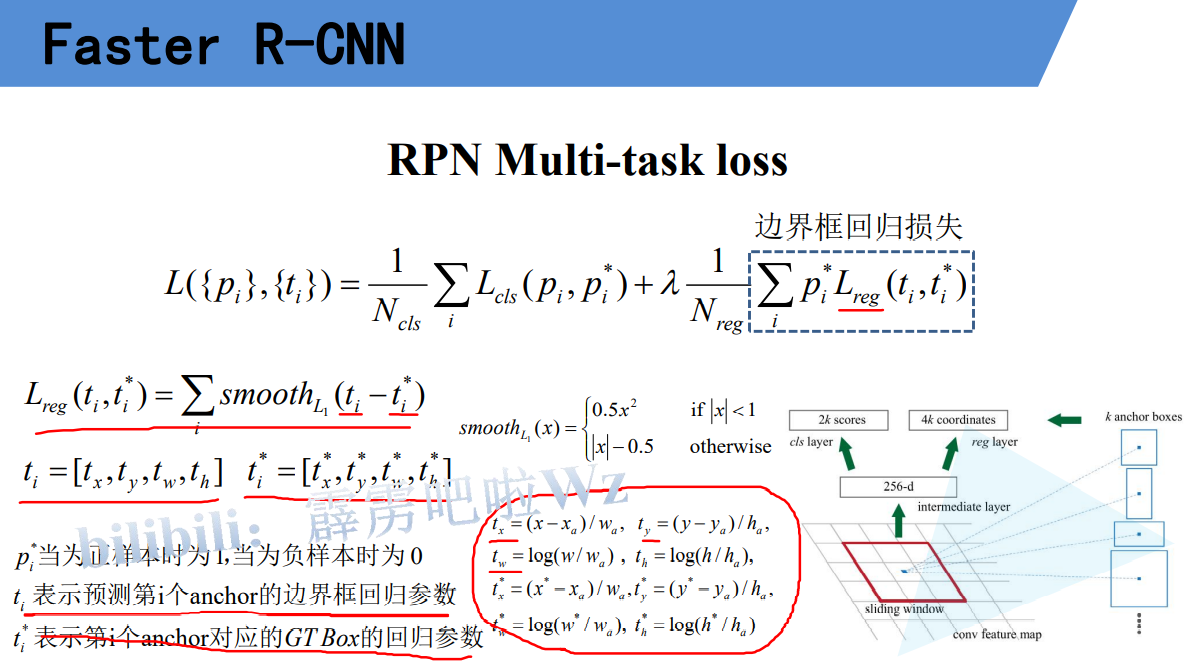 Faster R-CNN
RPN Multi-task loss
边界框回归损失
L({p_i},{t_i}) = \frac{1}{N_{cls}} \sum_i L_{cls}(p_i, p_i^*) + λ \frac{1}{N_{reg}} \sum_i p_i^* L_{reg}(t_i, t_i^*)
L_{reg}(t_i, t_i^*) = \sum_i smooth_{L_1}(t_i - t_i^*)
smooth_{L_1}(x) = { 0.5x^2 if |x| < 1
|x| - 0.5 otherwise
t_i = [t_x, t_y, t_w, t_h] t_i^* = [t_x^*, t_y^*, t_w^*, t_h^*]
bilibili: 霹雳吧啦Wz
p_i^*当为正样本时为1,当为负样本时为0
t_i 表示预测第i个anchor的边界框回归参数
t_i^*表示第i个anchor对应的GT Box的回归参数
t_x = (x - x_a) / w_a, t_y = (y - y_a) / h_a,
t_w = log(w / w_a) , t_h = log(h / h_a),
t_x^* = (x^* - x_a) / w_a, t_y^* = (y^* - y_a) / h_a,
t_w^* = log(w^* / w_a), t_h^* = log(h^* / h_a)
2k scores
4k coordinates
k anchor boxes
cls layer
reg layer
256-d
intermediate layer
sliding window
conv feature map